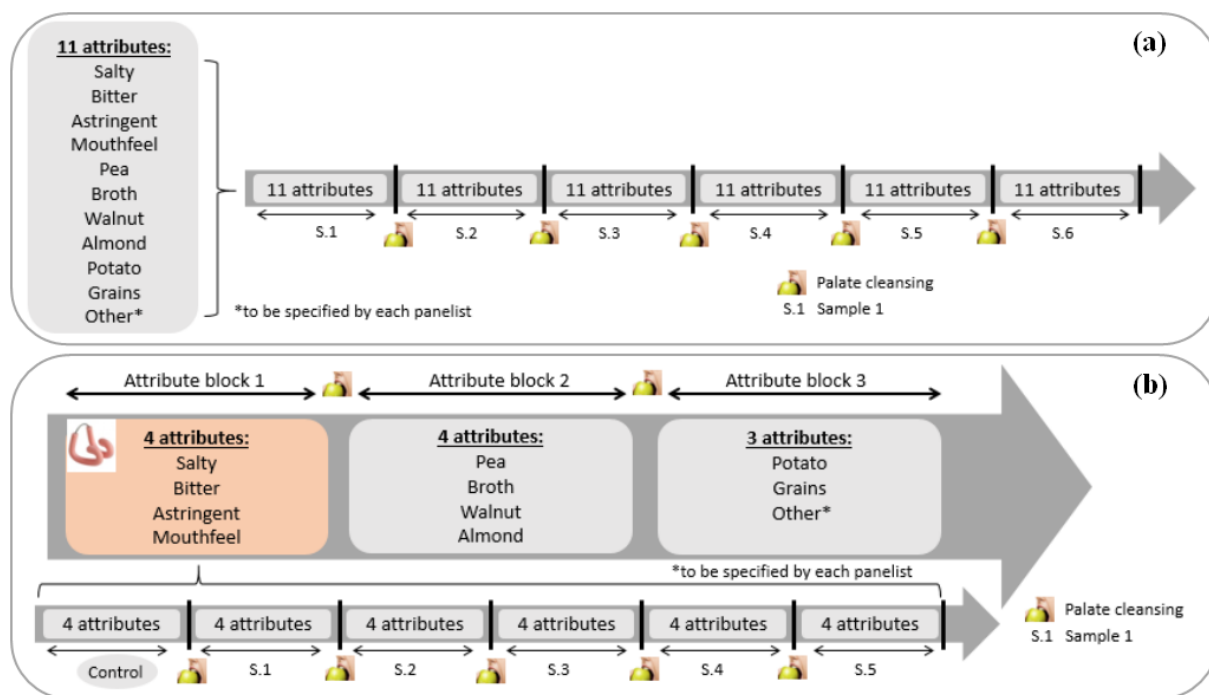 (a)
11 attributes:
Salty
Bitter
Astringent
Mouthfeel
Pea
Broth
Walnut
Almond
Potato
Grains
Other*
11 attributes 11 attributes 11 attributes 11 attributes 11 attributes 11 attributes
S.1 S.2 S.3 S.4 S.5 S.6
Palate cleansing
*to be specified by each panelist
S.1 Sample 1
(b)
Attribute block 1 Attribute block 2 Attribute block 3
4 attributes:
Salty
Bitter
Astringent
Mouthfeel
4 attributes:
Pea
Broth
Walnut
Almond
3 attributes:
Potato
Grains
Other*
*to be specified by each panelist
4 attributes 4 attributes 4 attributes 4 attributes 4 attributes 4 attributes
Control S.1 S.2 S.3 S.4 S.5
Palate cleansing
S.1 Sample 1